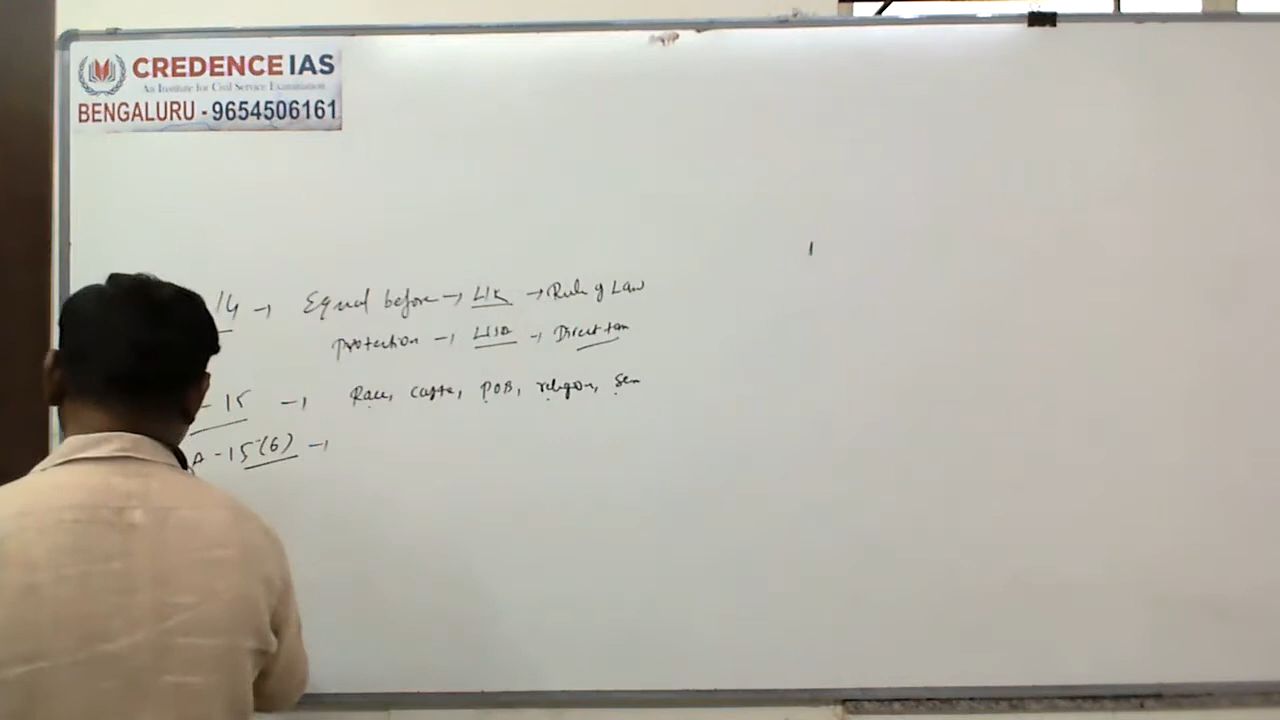 CREDENCE IAS
An Institute for Civil Service Examination
BENGALURU - 9654506161
14 → Equal before → UK → Rule of Law
protection → USA →
- 15 → Race, caste, POB, religion, sex
A - 15(6) →